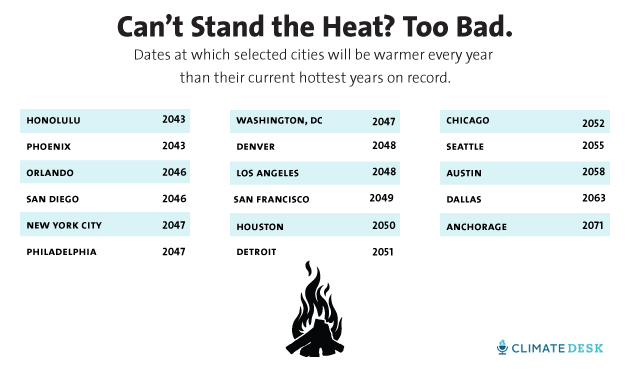 Can't Stand the Heat? Too Bad.
Dates at which selected cities will be warmer every year
than their current hottest years on record.
HONOLULU 2043
PHOENIX 2043
ORLANDO 2046
SAN DIEGO 2046
NEW YORK CITY 2047
PHILADELPHIA 2047
WASHINGTON, DC 2047
DENVER 2048
LOS ANGELES 2048
SAN FRANCISCO 2049
HOUSTON 2050
DETROIT 2051
CHICAGO 2052
SEATTLE 2055
AUSTIN 2058
DALLAS 2063
ANCHORAGE 2071
CLIMATE DESK